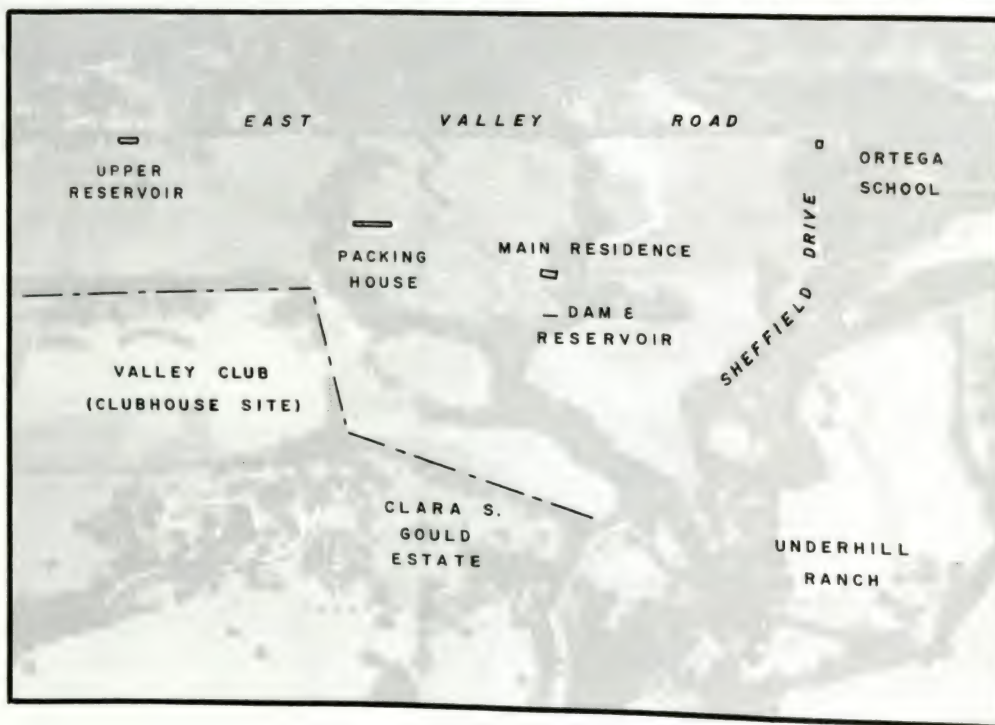 EAST VALLEY ROAD
UPPER
RESERVOIR
ORTEGA
SCHOOL
PACKING
HOUSE
MAIN RESIDENCE
DAM &
RESERVOIR
SHEFFIELD DRIVE
VALLEY CLUB
(CLUBHOUSE SITE)
CLARA S.
GOULD
ESTATE
UNDERHILL
RANCH